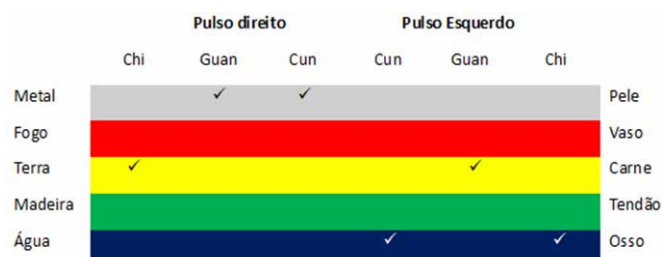 Pulso direito Pulso Esquerdo
Chi Guan Cun Cun Guan Chi
Metal ✓ ✓ Pele
Fogo Vaso
Terra ✓ ✓ Carne
Madeira Tendão
Água ✓ ✓ Osso